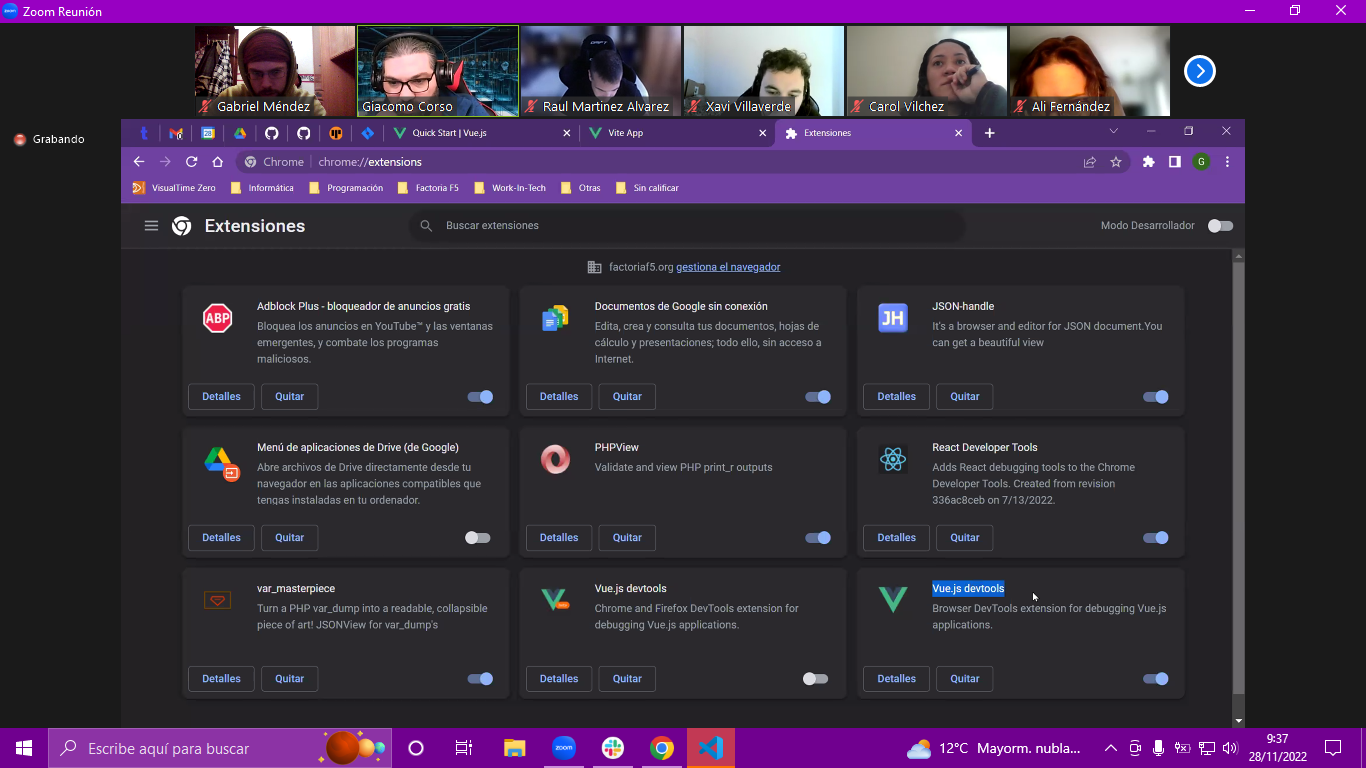 Zoom Reunión
Gabriel Méndez
Giacomo Corso
Raul Martinez Alvarez
Xavi Villaverde
Carol Vilchez
Ali Fernández
Grabando
Quick Start | Vue.js
Vite App
Extensiones
Chrome
chrome://extensions
G
VisualTime Zero
Informática
Programación
Factoria F5
Work-In-Tech
Otras
Sin calificar
Extensiones
Buscar extensiones
Modo Desarrollador
factoriaf5.org gestiona el navegador
ABP
Adblock Plus - bloqueador de anuncios gratis
Bloquea los anuncios en YouTube™ y las ventanas
emergentes, y combate los programas
maliciosos.
Detalles
Quitar
Documentos de Google sin conexión
Edita, crea y consulta tus documentos, hojas de
cálculo y presentaciones; todo ello, sin acceso a
Internet.
Detalles
Quitar
JH
JSON-handle
It's a browser and editor for JSON document.You
can get a beautiful view
Detalles
Quitar
Menú de aplicaciones de Drive (de Google)
Abre archivos de Drive directamente desde tu
navegador en las aplicaciones compatibles que
tengas instaladas en tu ordenador.
Detalles
Quitar
PHPView
Validate and view PHP print_r outputs
Detalles
Quitar
React Developer Tools
Adds React debugging tools to the Chrome
Developer Tools. Created from revision
336ac8ceb on 7/13/2022.
Detalles
Quitar
var_masterpiece
Turn a PHP var_dump into a readable, collapsible
piece of art! JSONView for var_dump's
Detalles
Quitar
Vue.js devtools
Chrome and Firefox DevTools extension for
debugging Vue.js applications.
Detalles
Quitar
Vue.js devtools
Browser DevTools extension for debugging Vue.js
applications.
Detalles
Quitar
Escribe aquí para buscar
zoom
12°C Mayorm. nubla...
9:37
28/11/2022